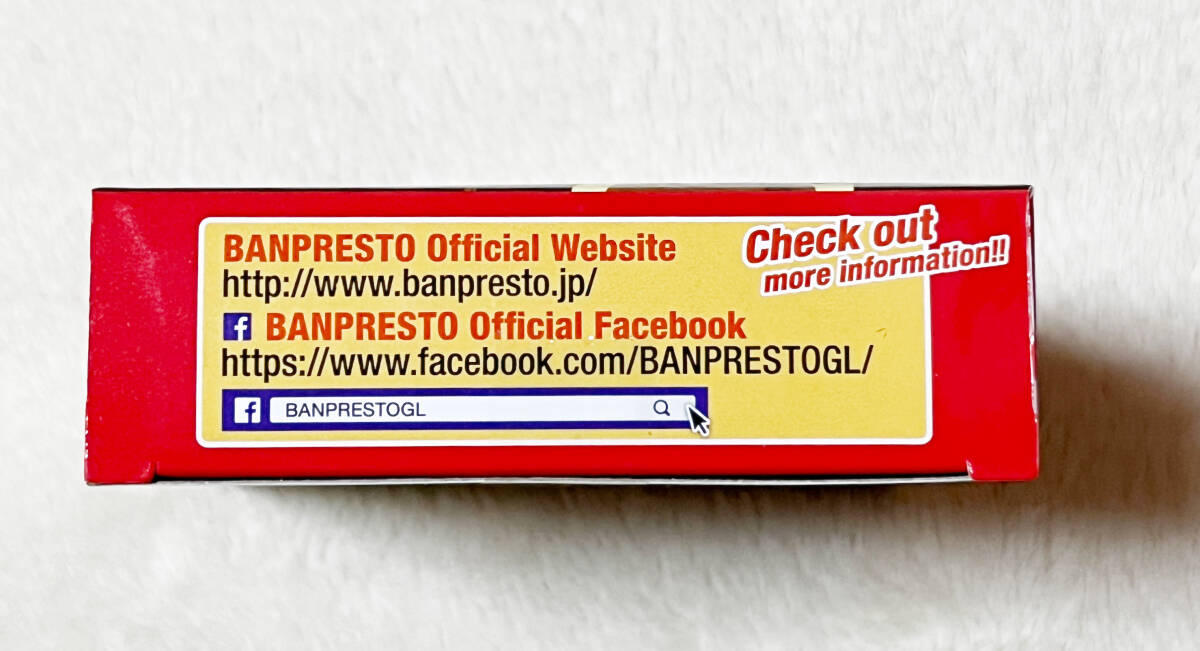 BANPRESTO Official Website
http://www.banpresto.jp/
Check out
more information!!
f BANPRESTO Official Facebook
https://www.facebook.com/BANPRESTOGL/
f BANPRESTOGL